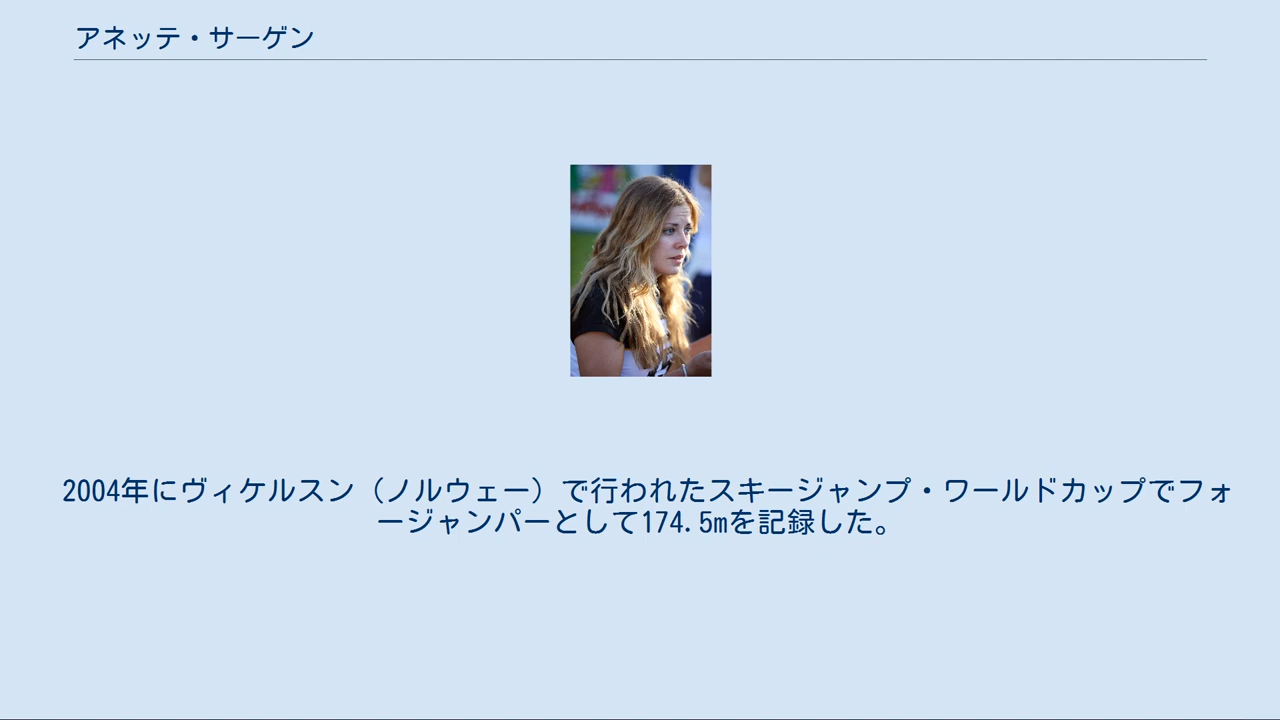 アネッテ・サーゲン
2004年にヴィケルスン（ノルウェー）で行われたスキージャンプ・ワールドカップでフォ
ージャンパーとして174.5mを記録した。